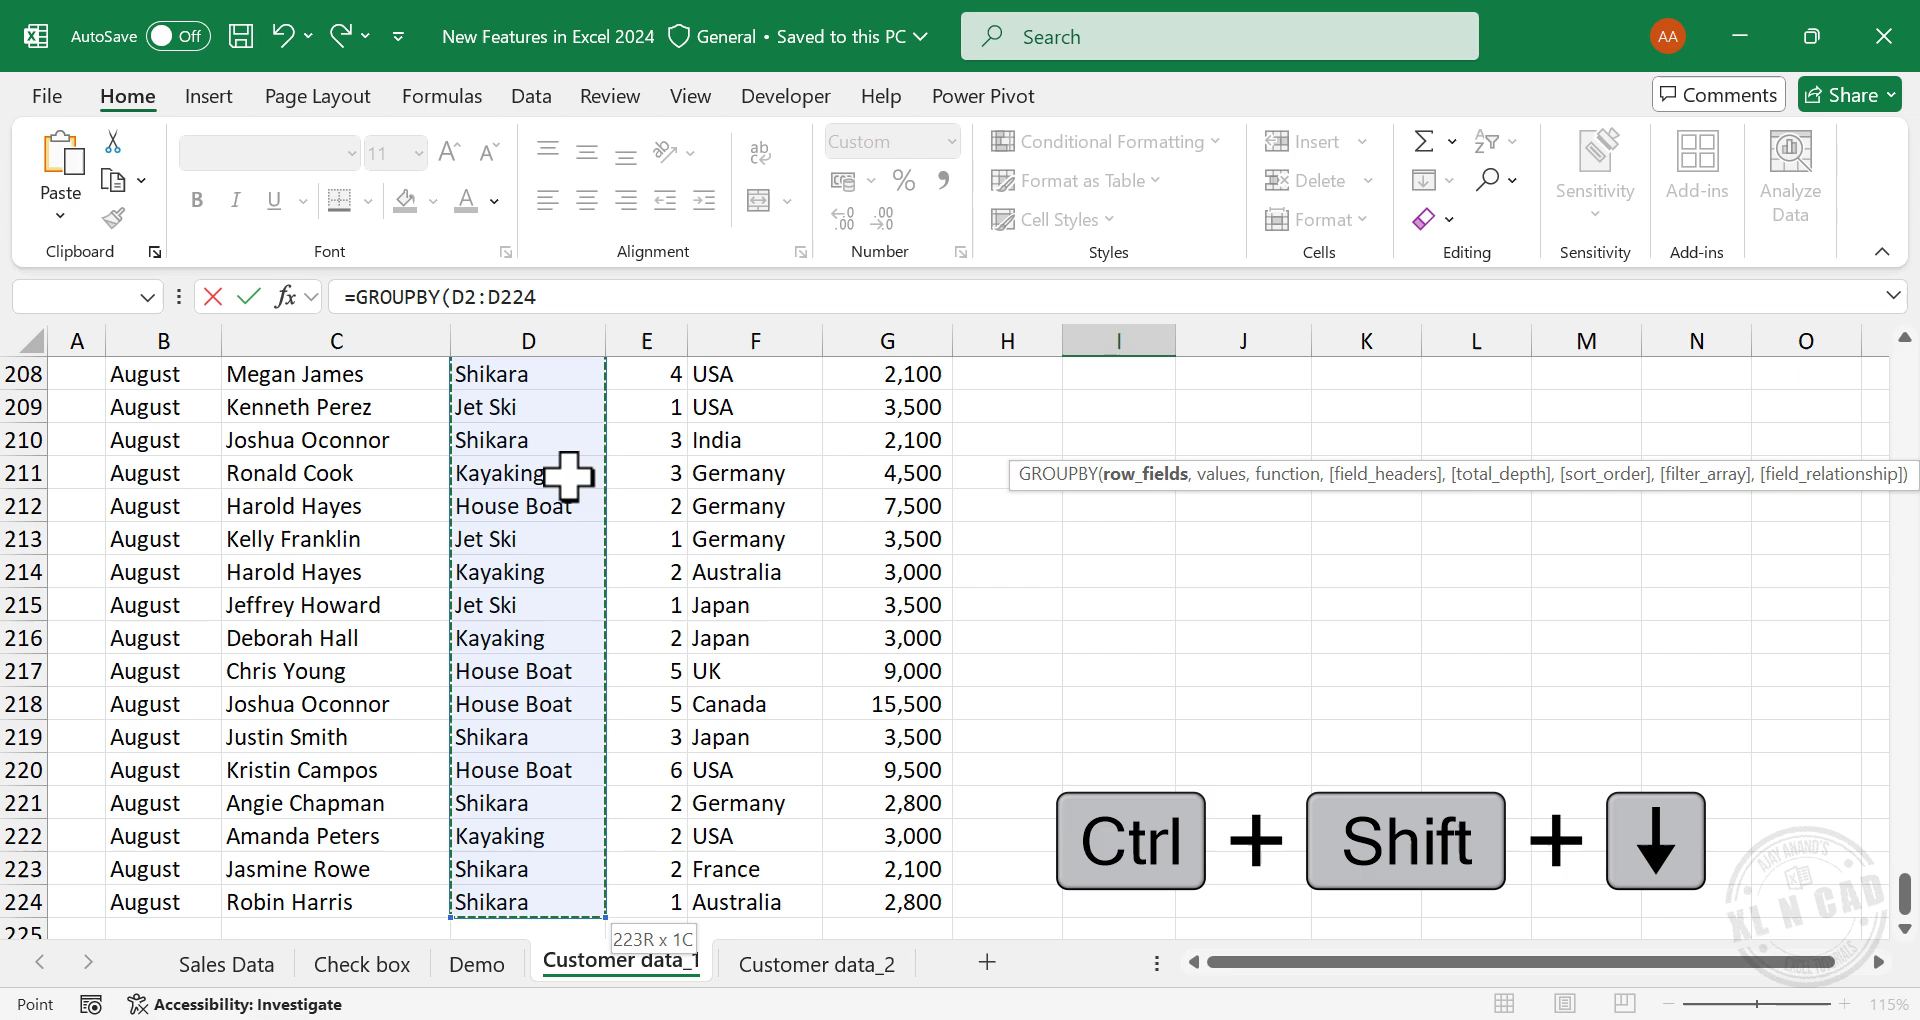 AutoSave Off New Features in Excel 2024 General • Saved to this PC Search AA
File Home Insert Page Layout Formulas Data Review View Developer Help Power Pivot Comments Share
Paste
Clipboard
11
B I U
Font
ab
Alignment
Custom
Number
Conditional Formatting
Format as Table
Cell Styles
Styles
Insert
Delete
Format
Cells
Editing
Sensitivity
Sensitivity
Add-ins
Add-ins
Analyze
Data
fx =GROUPBY(D2:D224
A B C D E F G H I J K L M N O
208 August Megan James Shikara 4 USA 2,100
209 August Kenneth Perez Jet Ski 1 USA 3,500
210 August Joshua Oconnor Shikara 3 India 2,100
211 August Ronald Cook Kayaking 3 Germany 4,500
GROUPBY(row_fields, values, function, [field_headers], [total_depth], [sort_order], [filter_array], [field_relationship])
212 August Harold Hayes House Boat 2 Germany 7,500
213 August Kelly Franklin Jet Ski 1 Germany 3,500
214 August Harold Hayes Kayaking 2 Australia 3,000
215 August Jeffrey Howard Jet Ski 1 Japan 3,500
216 August Deborah Hall Kayaking 2 Japan 3,000
217 August Chris Young House Boat 5 UK 9,000
218 August Joshua Oconnor House Boat 5 Canada 15,500
219 August Justin Smith Shikara 3 Japan 3,500
220 August Kristin Campos House Boat 6 USA 9,500
221 August Angie Chapman Shikara 2 Germany 2,800
222 August Amanda Peters Kayaking 2 USA 3,000
223 August Jasmine Rowe Shikara 2 France 2,100
224 August Robin Harris Shikara 1 Australia 2,800
225
Ctrl + Shift + ↓
AJAY ANAND'S
XL N CAD
EXCEL TUTORIALS
223R x 1C
Sales Data Check box Demo Customer data_1 Customer data_2
Point Accessibility: Investigate 115%